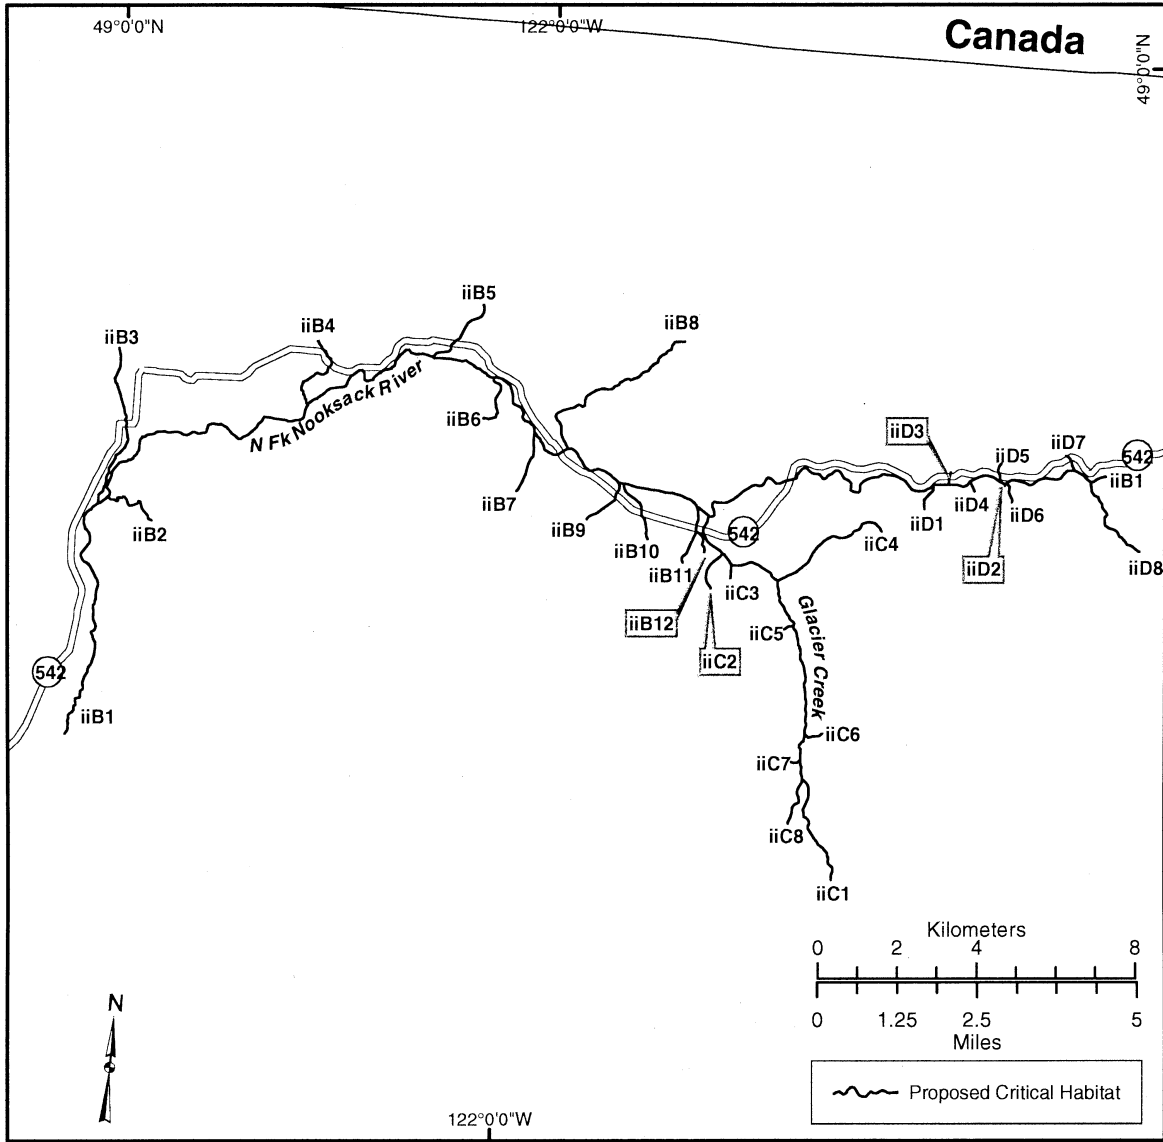 49°0'0"N
122°0'0"W
Canada
49°0'0"N
iiB5
iiB3
iiB4
iiB8
N Fk Nooksack River
iiB6
iiD3
iiD7
iiD5
542
iiB1
iiB7
iiB2
iiB9
iiB10
542
iiD1
iiD4
iiD6
iiC4
iiB11
iiD2
iiD8
iiC3
iiB12
iiC5
iiC2
Glacier Creek
542
iiB1
iiC6
iiC7
iiC8
iiC1
Kilometers
0 2 4 8
0 1.25 2.5 5
Miles
N
Proposed Critical Habitat
122°0'0"W